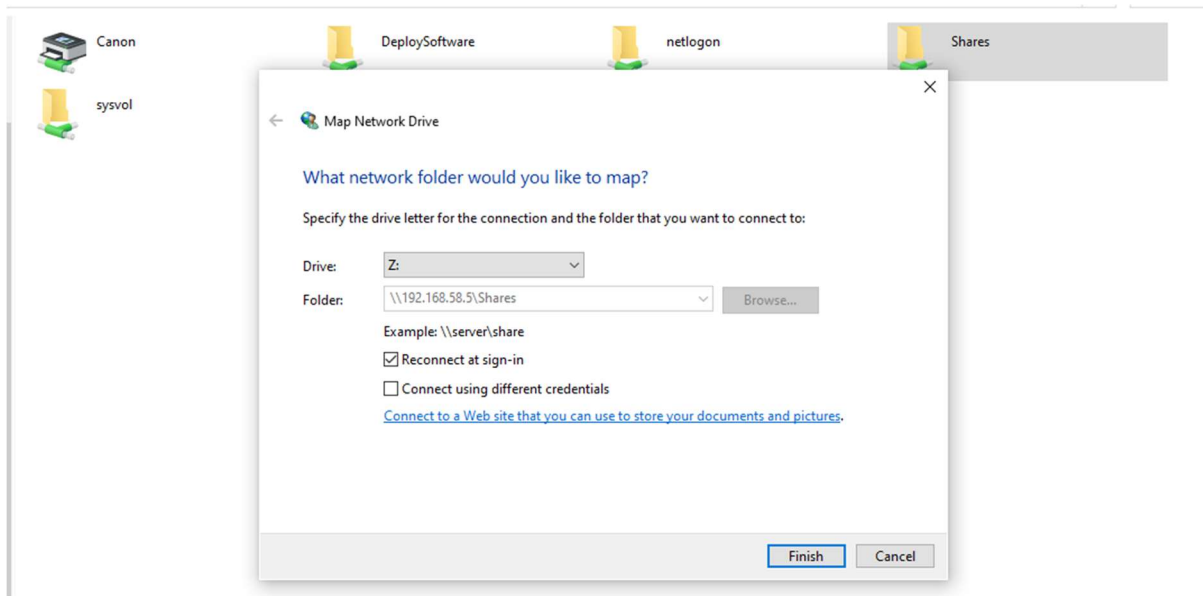 Canon
DeploySoftware
netlogon
Shares
sysvol
Map Network Drive
What network folder would you like to map?
Specify the drive letter for the connection and the folder that you want to connect to:
Drive:
Z:
Folder:
\\192.168.58.5\Shares
Browse...
Example: \\server\share
Reconnect at sign-in
Connect using different credentials
Connect to a Web site that you can use to store your documents and pictures.
Finish
Cancel